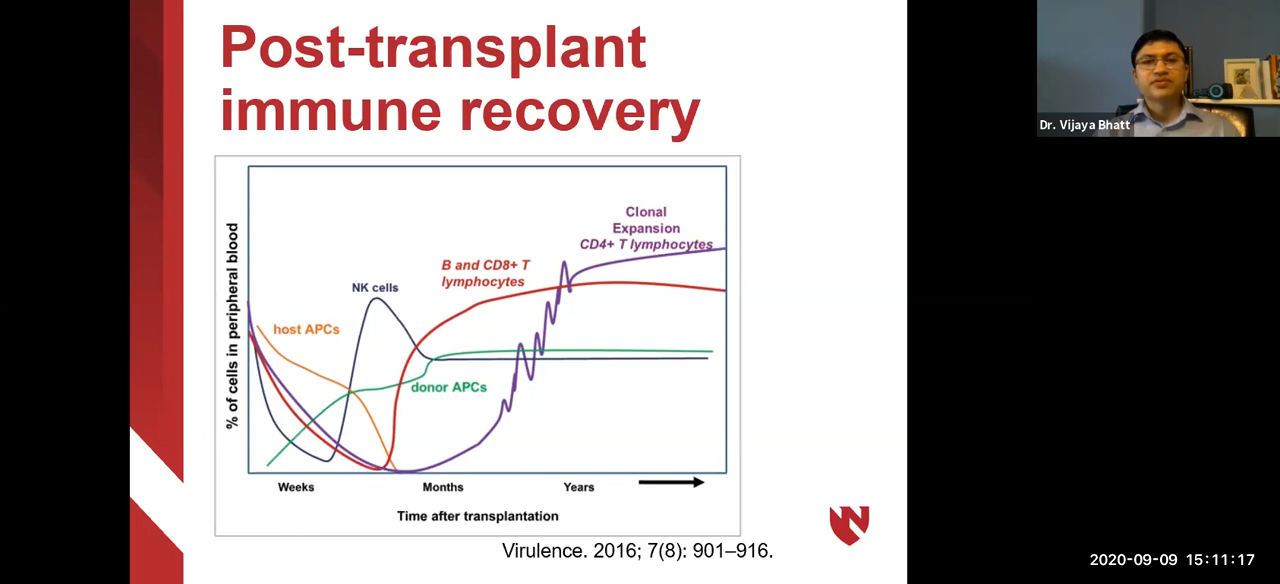 Post-transplant
immune recovery
% of cells in peripheral blood
Clonal
Expansion
CD4+ T lymphocytes
B and CD8+ T
lymphocytes
NK cells
host APCs
donor APCs
Weeks
Months
Years
Time after transplantation
Virulence. 2016; 7(8): 901–916.
N
Dr. Vijaya Bhatt
2020-09-09 15:11:17